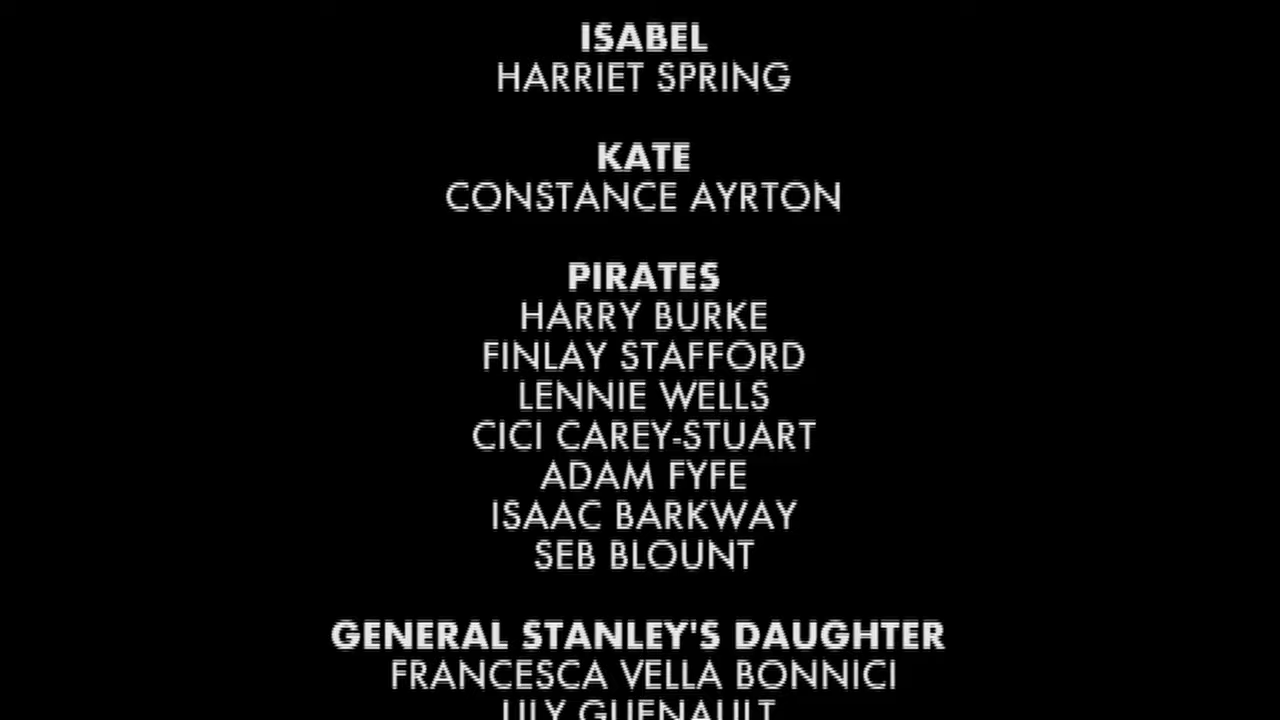 ISABEL
HARRIET SPRING
KATE
CONSTANCE AYRTON
PIRATES
HARRY BURKE
FINLAY STAFFORD
LENNIE WELLS
CICI CAREY-STUART
ADAM FYFE
ISAAC BARKWAY
SEB BLOUNT
GENERAL STANLEY'S DAUGHTER
FRANCESCA VELLA BONNICI
LILY GUENAULT